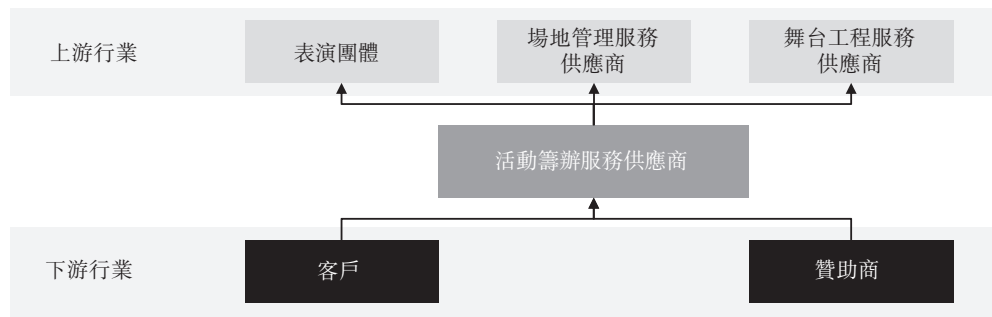 上游行業
表演團體
場地管理服務
供應商
舞台工程服務
供應商
活動籌辦服務供應商
下游行業
客戶
贊助商